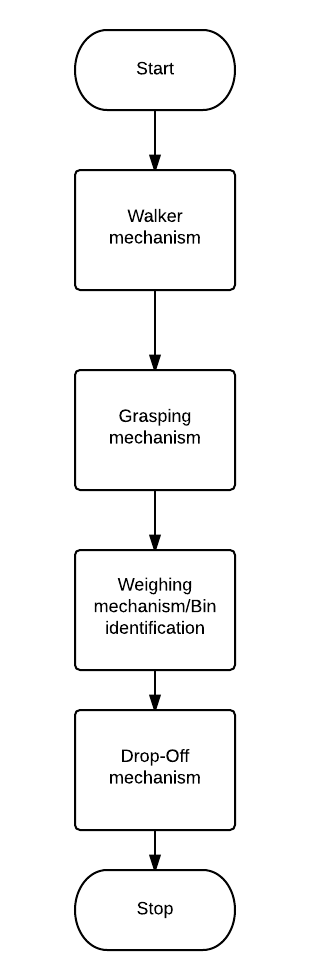 Start
Walker
mechanism
Grasping
mechanism
Weighing
mechanism/Bin
identification
Drop-Off
mechanism
Stop